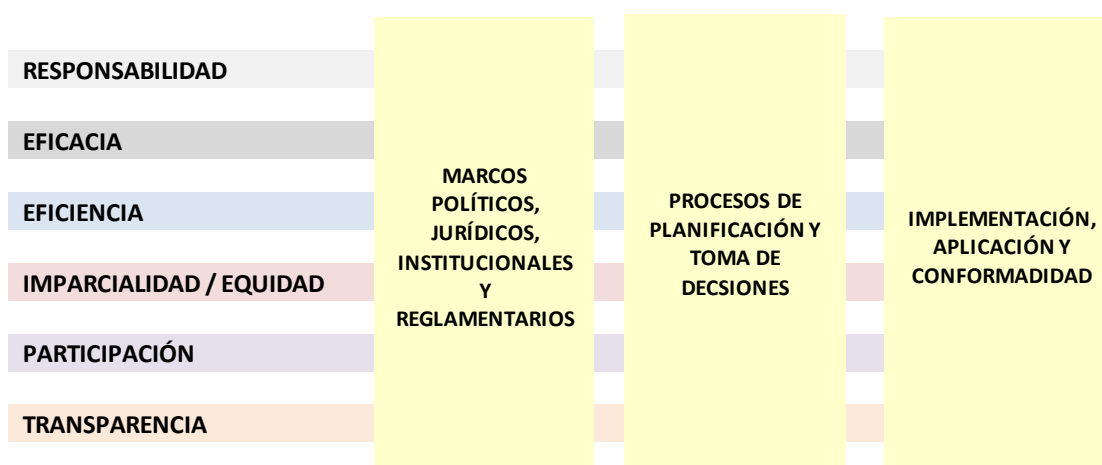 RESPONSABILIDAD
EFICACIA
EFICIENCIA
IMPARCIALIDAD / EQUIDAD
PARTICIPACIÓN
TRANSPARENCIA
MARCOS
POLÍTICOS,
JURÍDICOS,
INSTITUCIONALES
Y
REGLAMENTARIOS
PROCESOS DE
PLANIFICACIÓN Y
TOMA DE
DECSIONES
IMPLEMENTACIÓN,
APLICACIÓN Y
CONFORMADIDAD